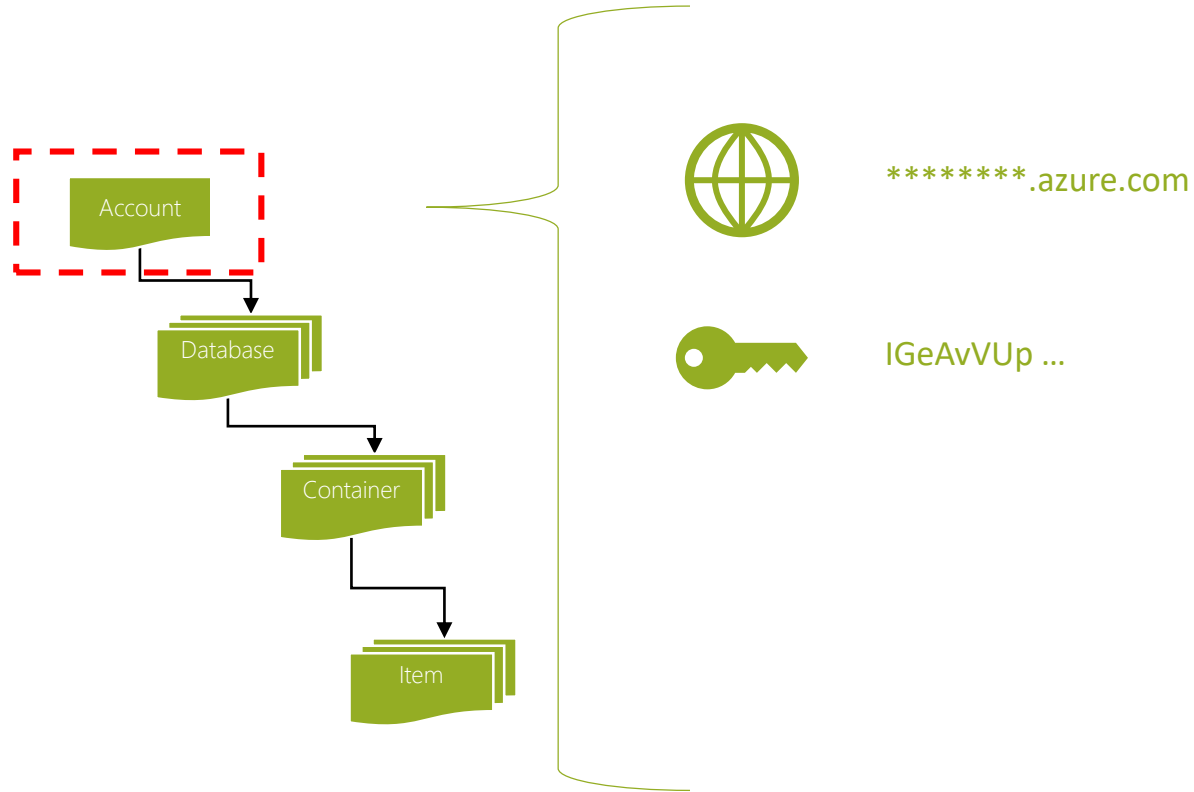 Account
Database
Container
Item
********.azure.com
IGeAvVUp ...